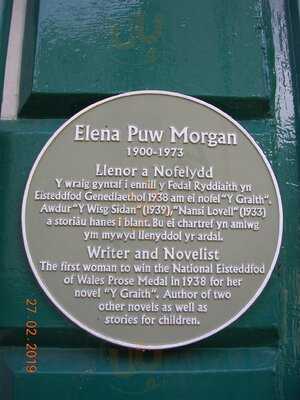 Elena Puw Morgan
1900-1973
Llenor a Nofelydd
Y wraig gyntaf i ennill y Fedal Ryddiaith yn
Eisteddfod Genedlaethol 1938 am ei nofel "Y Graith".
Awdur "Y Wisg Sidan" (1939), "Nansi Lovell" (1933)
a storïau hanes i blant. Bu ei chartref yn amlwg
ym mywyd llenyddol yr ardal.
Writer and Novelist
The first woman to win the National Eisteddfod
of Wales Prose Medal in 1938 for her
novel "Y Graith". Author of two
other novels as well as
stories for children.
27 02 2019